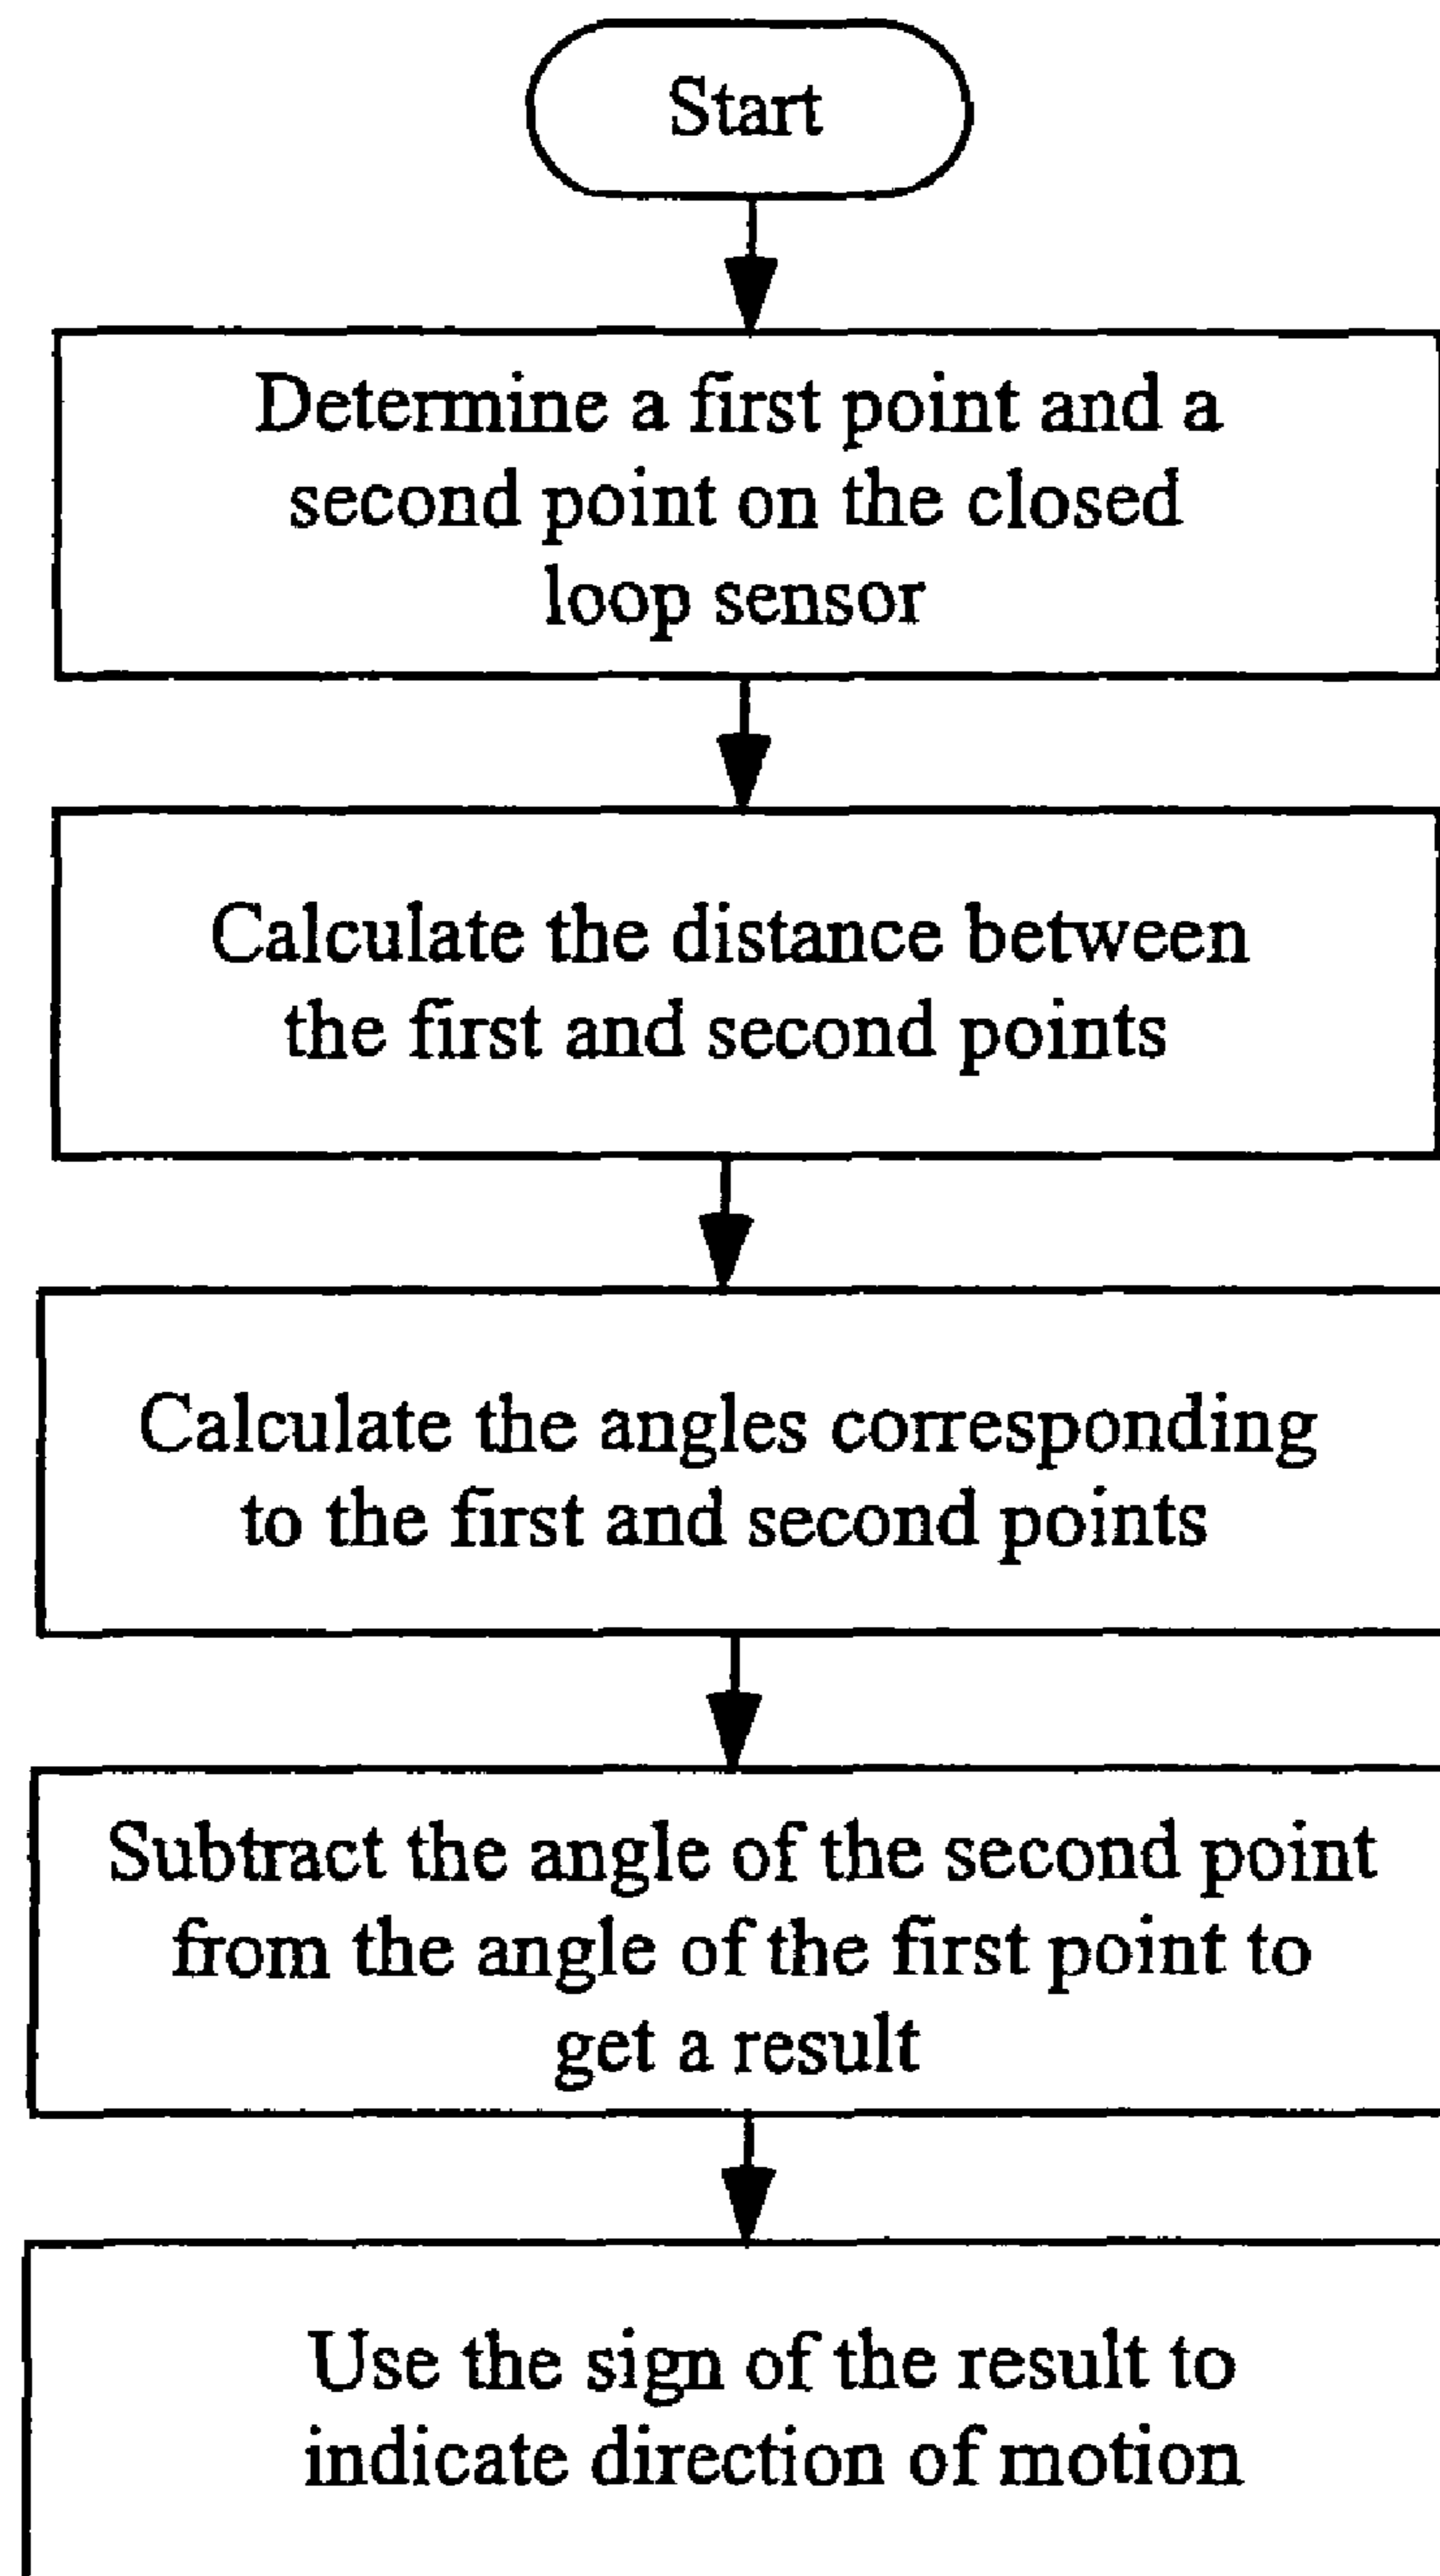 Start
Determine a first point and a
second point on the closed
loop sensor
Calculate the distance between
the first and second points
Calculate the angles corresponding
to the first and second points
Subtract the angle of the second point
from the angle of the first point to
get a result
Use the sign of the result to
indicate direction of motion